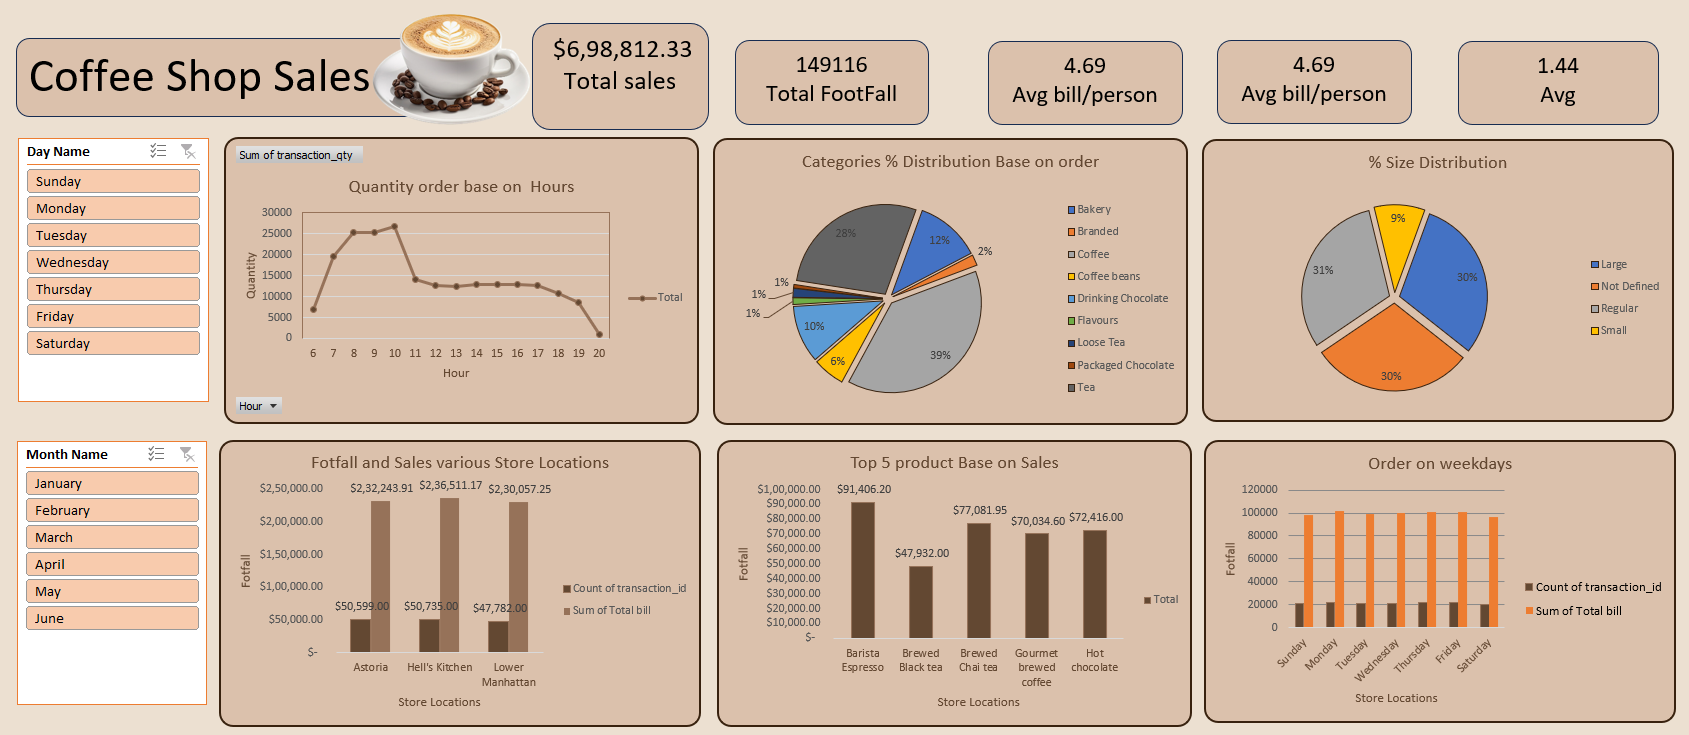 Coffee Shop Sales
$6,98,812.33
Total sales
149116
Total FootFall
4.69
Avg bill/person
4.69
Avg bill/person
1.44
Avg
Day Name
Sunday
Monday
Tuesday
Wednesday
Thursday
Friday
Saturday
Sum of transaction_qty
Quantity order base on  Hours
30000
25000
20000
15000
10000
5000
0
Quantity
6 7 8 9 10 11 12 13 14 15 16 17 18 19 20
Hour
Total
Hour
Categories % Distribution Base on order
28%
12%
2%
39%
6%
10%
1%
1%
1%
Bakery
Branded
Coffee
Coffee beans
Drinking Chocolate
Flavours
Loose Tea
Packaged Chocolate
Tea
% Size Distribution
9%
30%
30%
31%
Large
Not Defined
Regular
Small
Month Name
January
February
March
April
May
June
Fotfall and Sales various Store Locations
$2,50,000.00
$2,00,000.00
$1,50,000.00
$1,00,000.00
$50,000.00
$-
Fotfall
$2,32,243.91
$2,36,511.17
$2,30,057.25
$50,599.00
$50,735.00
$47,782.00
Astoria
Hell's Kitchen
Lower
Manhattan
Store Locations
Count of transaction_id
Sum of Total bill
Top 5 product Base on Sales
$1,00,000.00
$90,000.00
$80,000.00
$70,000.00
$60,000.00
$50,000.00
$40,000.00
$30,000.00
$20,000.00
$10,000.00
$-
Fotfall
$91,406.20
$47,932.00
$77,081.95
$70,034.60
$72,416.00
Barista
Espresso
Brewed
Black tea
Brewed
Chai tea
Gourmet
brewed
coffee
Hot
chocolate
Store Locations
Total
Order on weekdays
120000
100000
80000
60000
40000
20000
0
Fotfall
Sunday
Monday
Tuesday
Wednesday
Thursday
Friday
Saturday
Store Locations
Count of transaction_id
Sum of Total bill